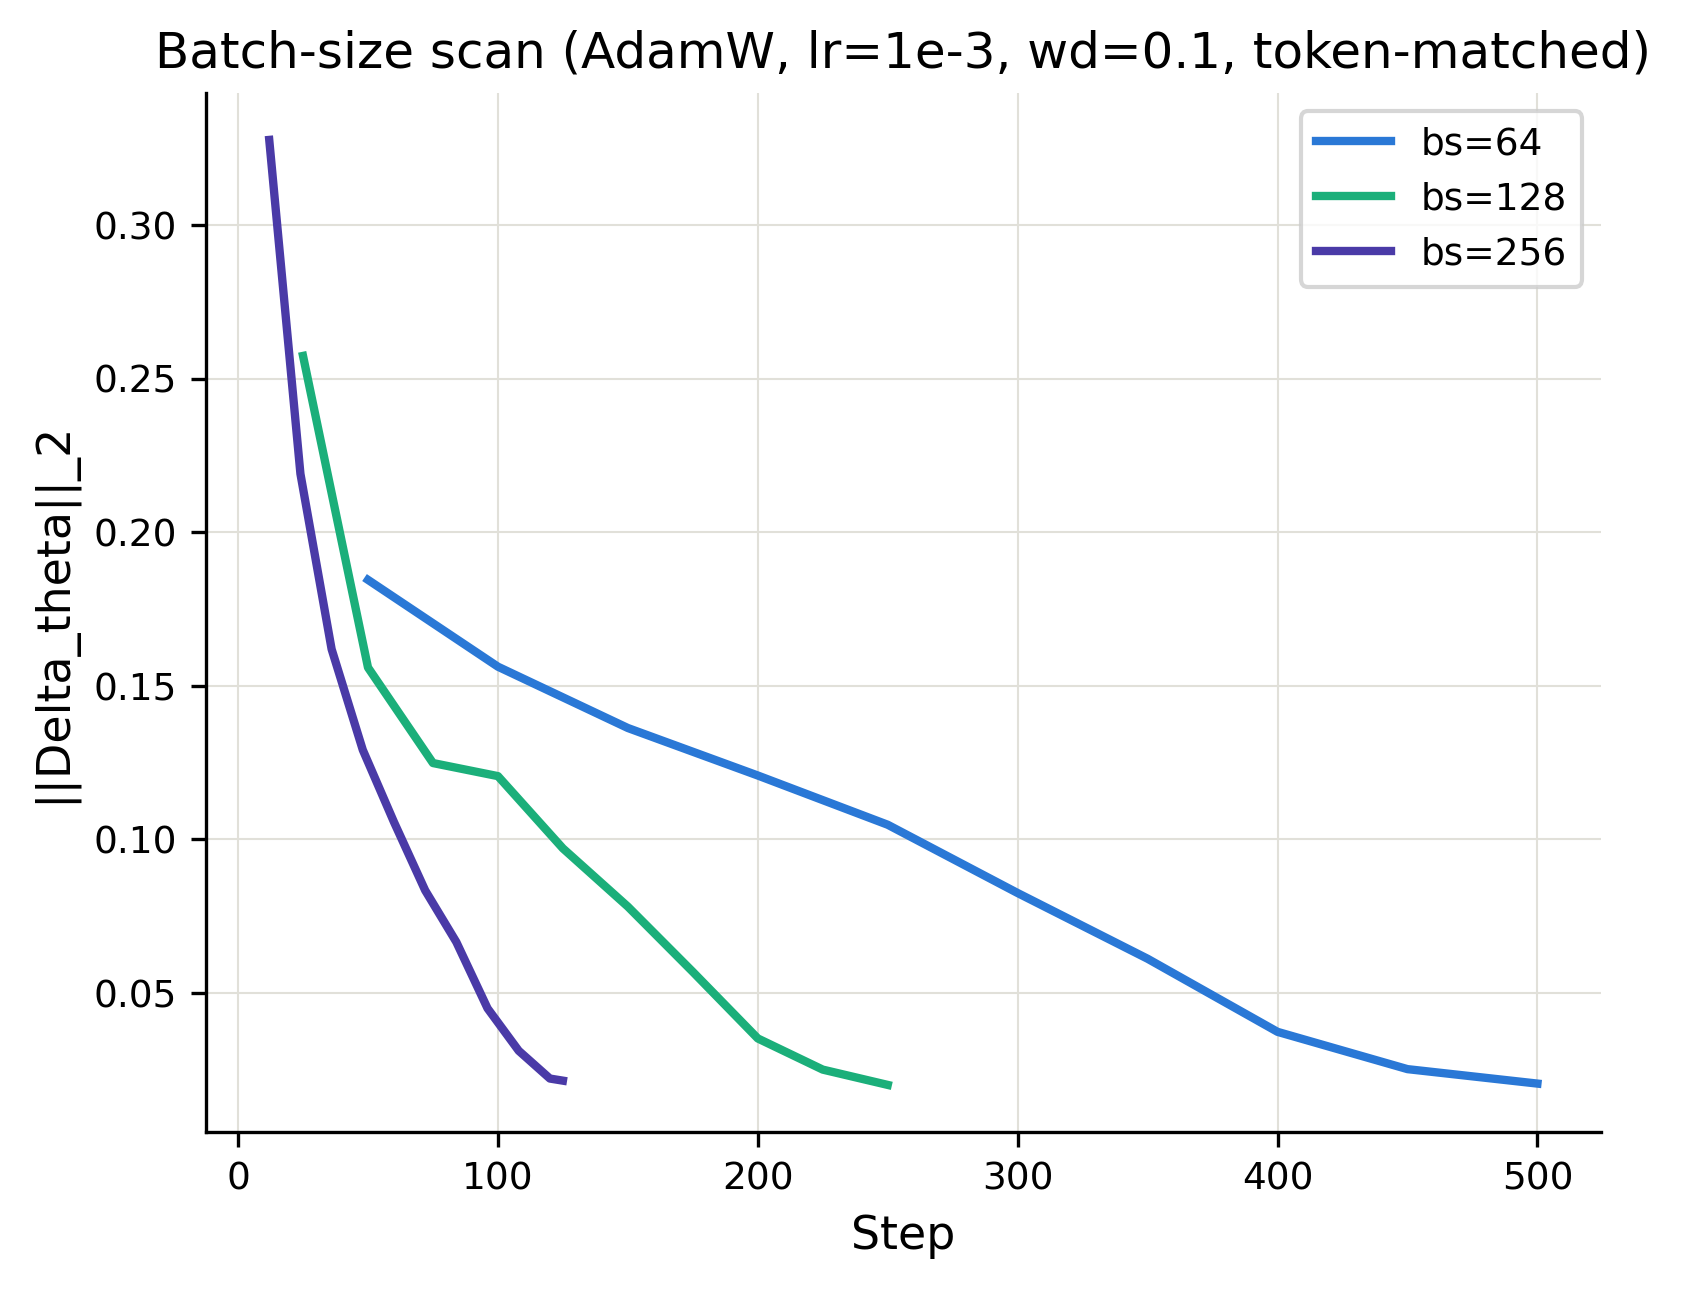 Batch-size scan (AdamW, lr=1e-3, wd=0.1, token-matched)
bs=64
bs=128
bs=256
||Delta_theta||_2
0.30
0.25
0.20
0.15
0.10
0.05
0 100 200 300 400 500
Step